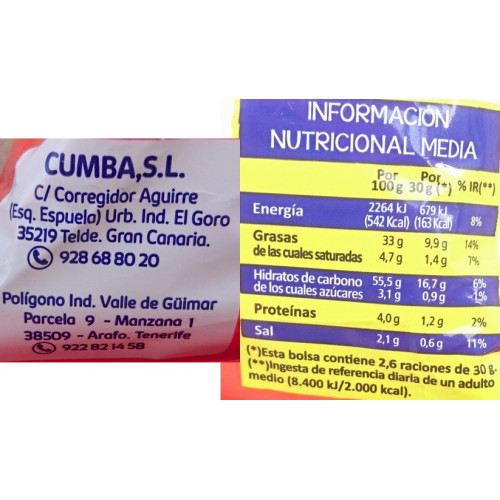 CUMBA,S.L.
C/ Corregidor Aguirre
(Esq. Espuela) Urb. Ind. El Goro
35219 Telde. Gran Canaria.
928 68 80 20
Polígono Ind. Valle de Güimar
Parcela 9 - Manzana 1
38509 - Arafo. Tenerife
922 82 14 58
INFORMACIÓN
NUTRICIONAL MEDIA
Por 100 g Por 30 g (*) % IR(**)
Energía 2264 kJ 679 kJ
(542 Kcal) (163 Kcal) 8%
Grasas 33 g 9,9 g 14%
de las cuales saturadas 4,7 g 1,4 g 7%
Hidratos de carbono 55,5 g 16,7 g 6%
de los cuales azúcares 3,1 g 0,9 g -1%
Proteínas 4,0 g 1,2 g 2%
Sal 2,1 g 0,6 g 11%
(*)Esta bolsa contiene 2,6 raciones de 30 g.
(**)Ingesta de referencia diaria de un adulto
medio (8.400 kJ/2.000 kcal).